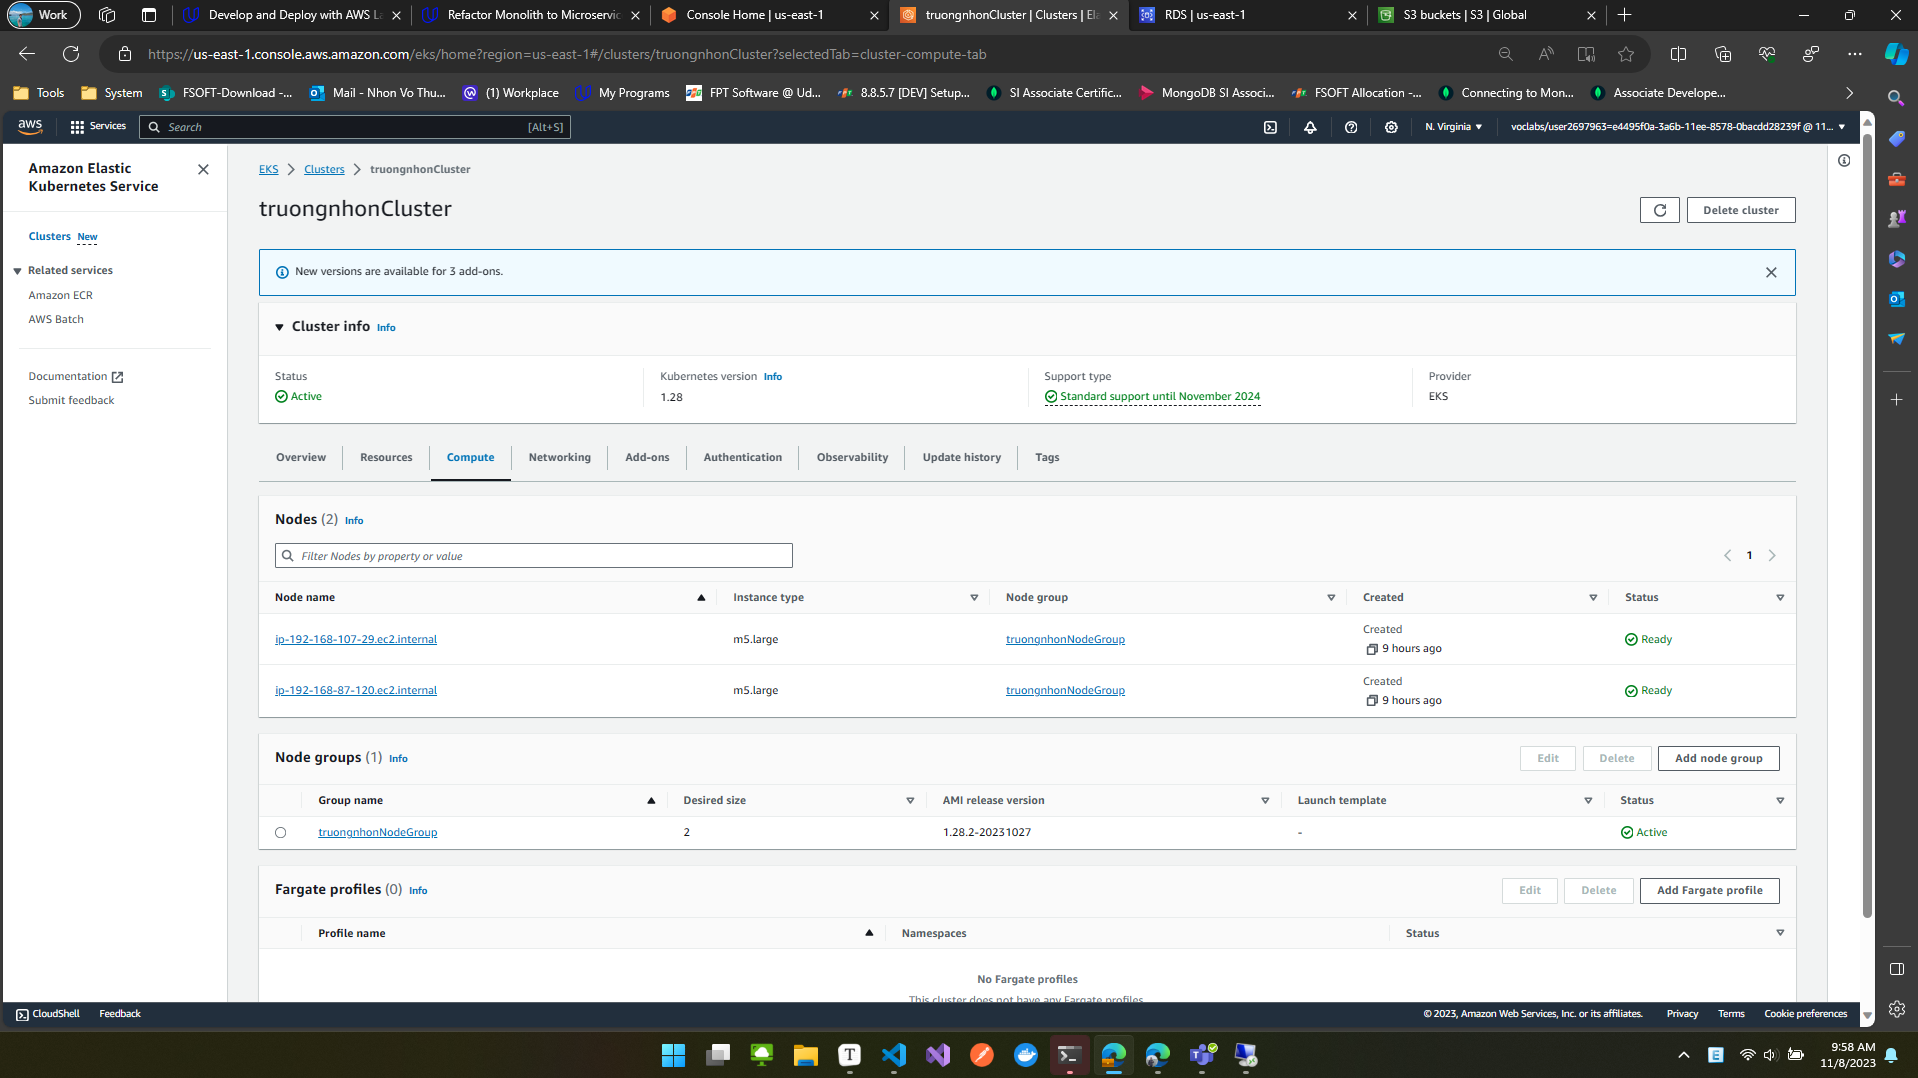 Work
Develop and Deploy with AWS La
Refactor Monolith to Microservic
Console Home | us-east-1
truongnhonCluster | Clusters | Ela
RDS | us-east-1
S3 buckets | S3 | Global
https://us-east-1.console.aws.amazon.com/eks/home?region=us-east-1#/clusters/truongnhonCluster?selectedTab=cluster-compute-tab
Tools
System
FSOFT-Download -...
Mail - Nhon Vo Thu...
(1) Workplace
My Programs
FPT Software @ Ud...
8.8.5.7 [DEV] Setup...
SI Associate Certific...
MongoDB SI Associ...
FSOFT Allocation -...
Connecting to Mon...
Associate Develope...
aws
Services
Search
[Alt+S]
N. Virginia
voclabs/user2697963=e4495f0a-3a6b-11ee-8578-0bacdd28239f @ 11...
Amazon Elastic
Kubernetes Service
Clusters New
Related services
Amazon ECR
AWS Batch
Documentation
Submit feedback
EKS
Clusters
truongnhonCluster
truongnhonCluster
Delete cluster
New versions are available for 3 add-ons.
Cluster info Info
Status
Active
Kubernetes version Info
1.28
Support type
Standard support until November 2024
Provider
EKS
Overview
Resources
Compute
Networking
Add-ons
Authentication
Observability
Update history
Tags
Nodes (2) Info
Filter Nodes by property or value
1
Node name
Instance type
Node group
Created
Status
ip-192-168-107-29.ec2.internal
m5.large
truongnhonNodeGroup
Created
9 hours ago
Ready
ip-192-168-87-120.ec2.internal
m5.large
truongnhonNodeGroup
Created
9 hours ago
Ready
Node groups (1) Info
Edit
Delete
Add node group
Group name
Desired size
AMI release version
Launch template
Status
truongnhonNodeGroup
2
1.28.2-20231027
-
Active
Fargate profiles (0) Info
Edit
Delete
Add Fargate profile
Profile name
Namespaces
Status
No Fargate profiles
This cluster does not have any Fargate profiles.
CloudShell
Feedback
© 2023, Amazon Web Services, Inc. or its affiliates.
Privacy
Terms
Cookie preferences
9:58 AM
11/8/2023